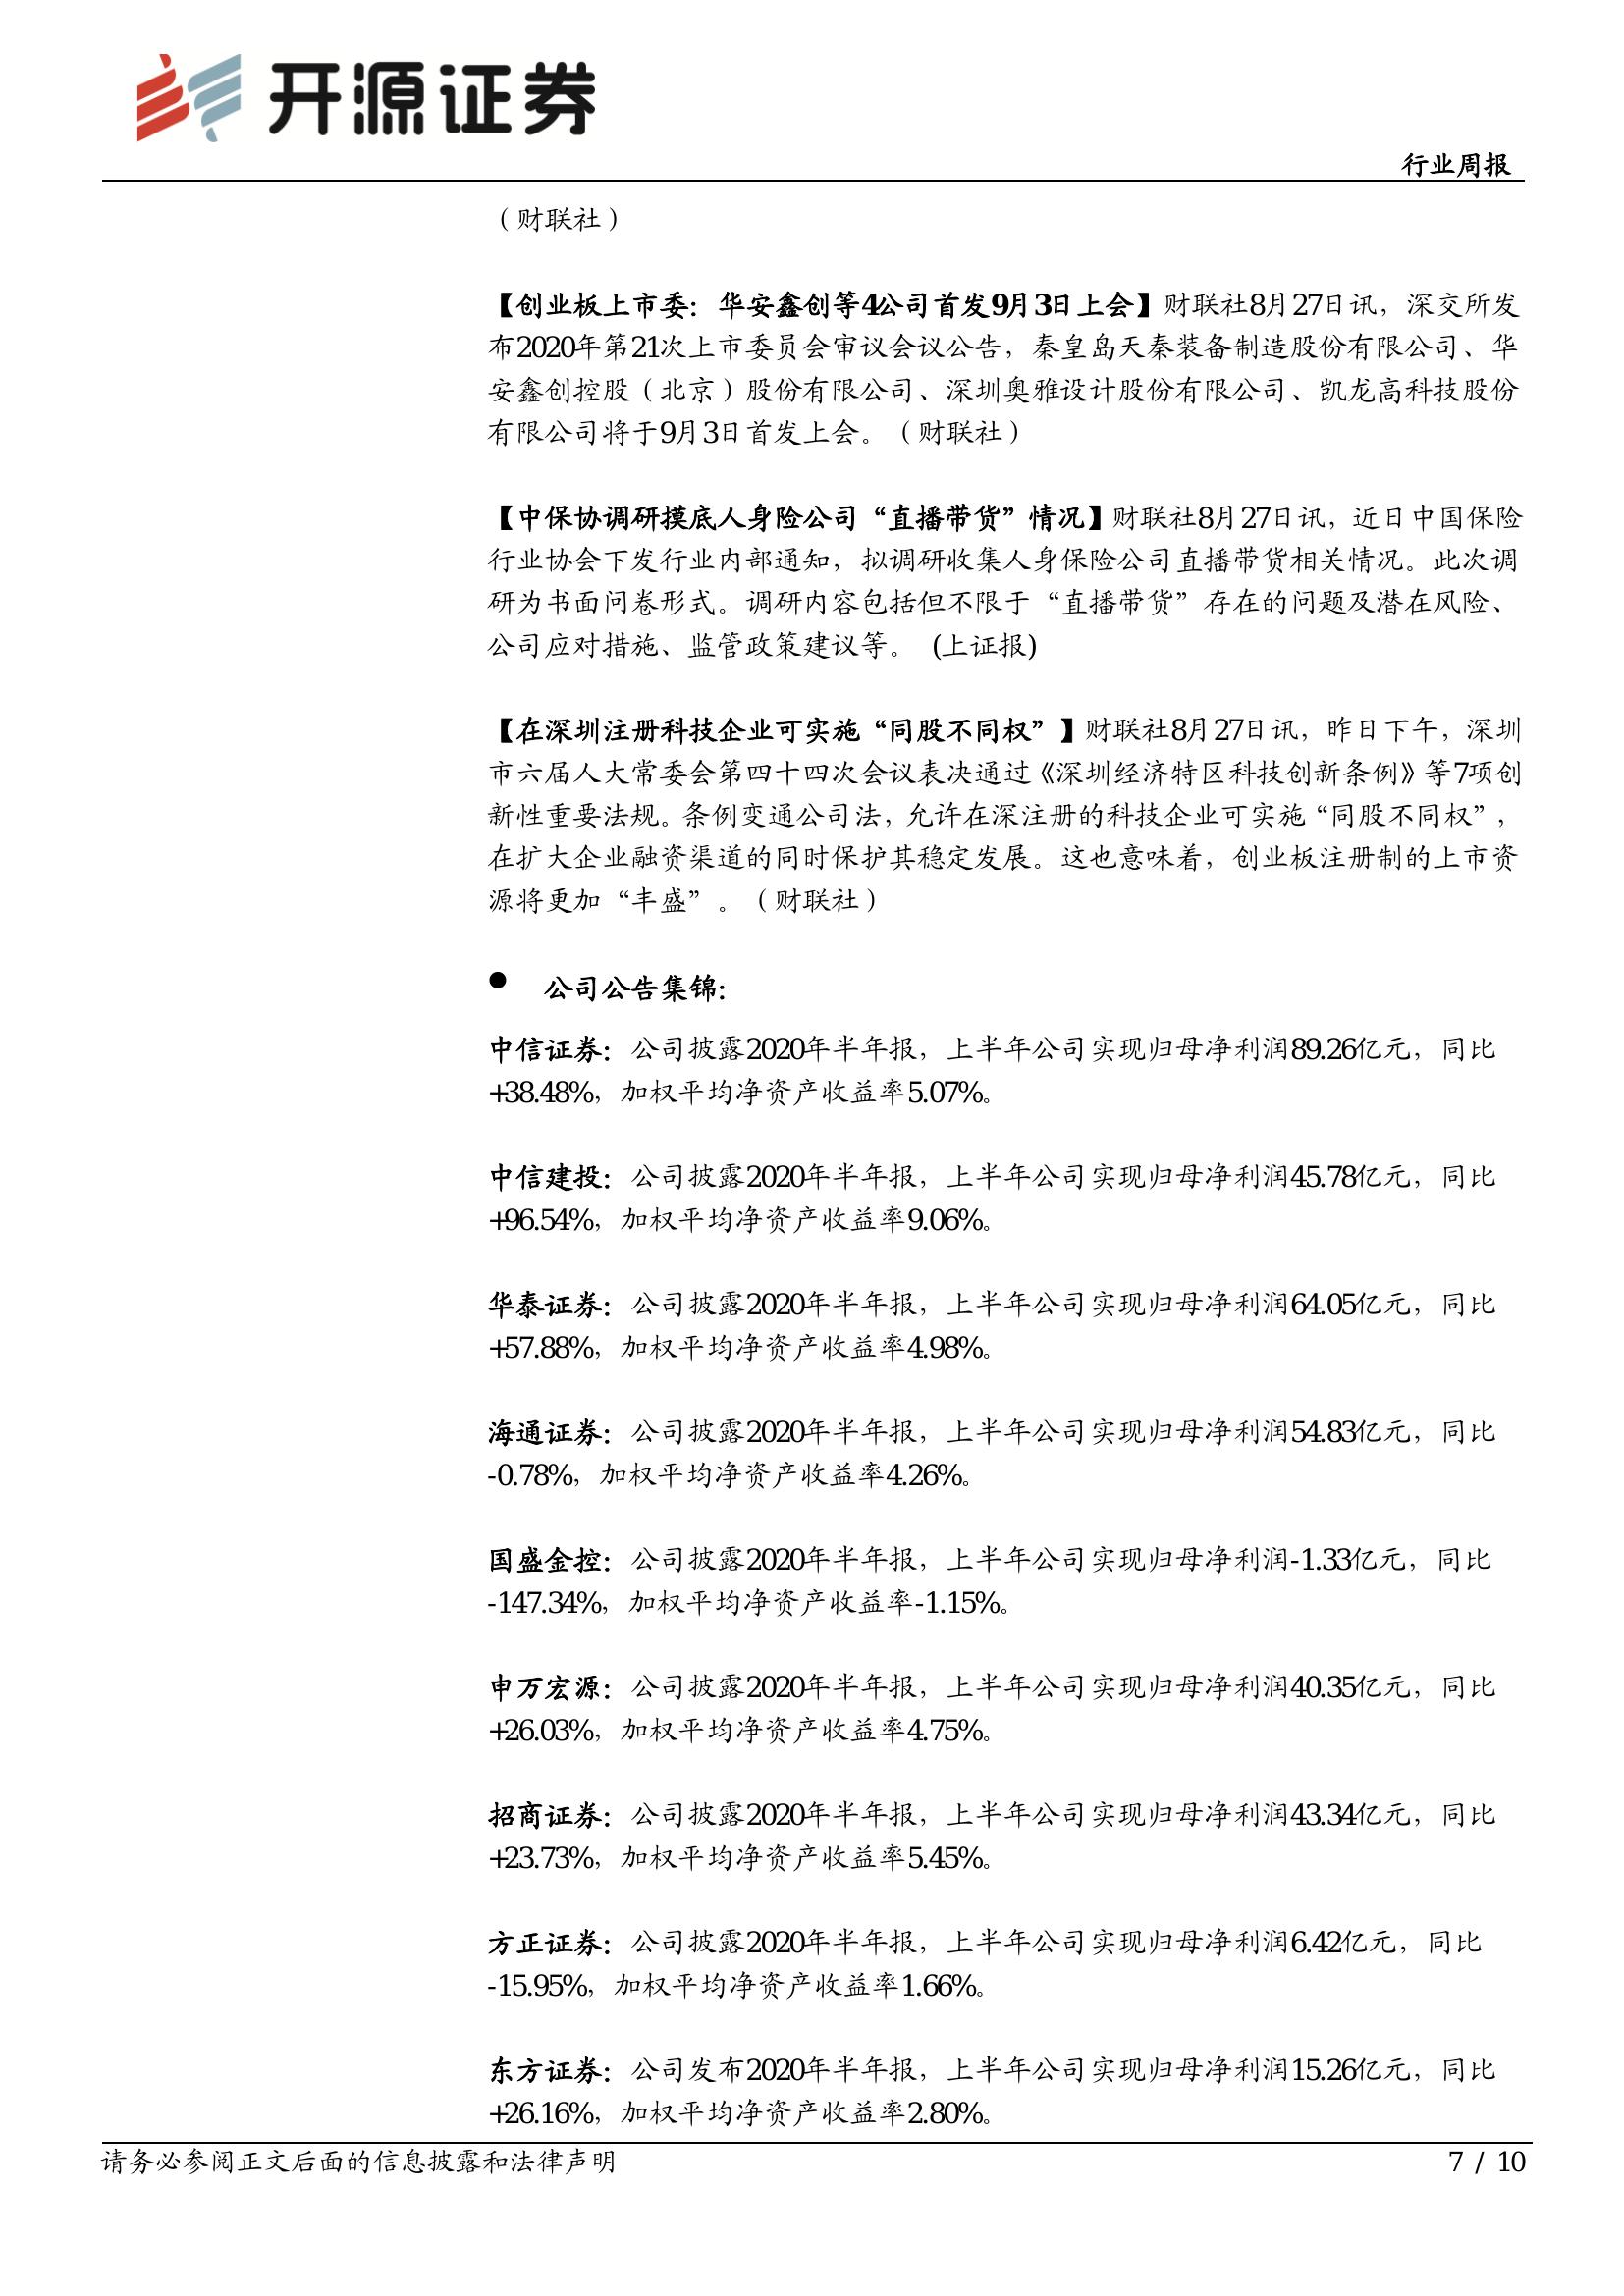 开源证券
行业周报
（财联社）
【创业板上市委：华安鑫创等4公司首发9月3日上会】财联社8月27日讯，深交所发
布2020年第21次上市委员会审议会议公告，秦皇岛天秦装备制造股份有限公司、华
安鑫创控股（北京）股份有限公司、深圳奥雅设计股份有限公司、凯龙高科技股份
有限公司将于9月3日首发上会。（财联社）
【中保协调研摸底人身险公司“直播带货”情况】财联社8月27日讯，近日中国保险
行业协会下发行业内部通知，拟调研收集人身保险公司直播带货相关情况。此次调
研为书面问卷形式。调研内容包括但不限于“直播带货”存在的问题及潜在风险、
公司应对措施、监管政策建议等。 (上证报)
【在深圳注册科技企业可实施“同股不同权”】财联社8月27日讯，昨日下午，深圳
市六届人大常委会第四十四次会议表决通过《深圳经济特区科技创新条例》等7项创
新性重要法规。条例变通公司法，允许在深注册的科技企业可实施“同股不同权”，
在扩大企业融资渠道的同时保护其稳定发展。这也意味着，创业板注册制的上市资
源将更加“丰盛”。（财联社）
● 公司公告集锦：
中信证券：公司披露2020年半年报，上半年公司实现归母净利润89.26亿元，同比
+38.48%，加权平均净资产收益率5.07%。
中信建投：公司披露2020年半年报，上半年公司实现归母净利润45.78亿元，同比
+96.54%，加权平均净资产收益率9.06%。
华泰证券：公司披露2020年半年报，上半年公司实现归母净利润64.05亿元，同比
+57.88%，加权平均净资产收益率4.98%。
海通证券：公司披露2020年半年报，上半年公司实现归母净利润54.83亿元，同比
-0.78%，加权平均净资产收益率4.26%。
国盛金控：公司披露2020年半年报，上半年公司实现归母净利润-1.33亿元，同比
-147.34%，加权平均净资产收益率-1.15%。
申万宏源：公司披露2020年半年报，上半年公司实现归母净利润40.35亿元，同比
+26.03%，加权平均净资产收益率4.75%。
招商证券：公司披露2020年半年报，上半年公司实现归母净利润43.34亿元，同比
+23.73%，加权平均净资产收益率5.45%。
方正证券：公司披露2020年半年报，上半年公司实现归母净利润6.42亿元，同比
-15.95%，加权平均净资产收益率1.66%。
东方证券：公司发布2020年半年报，上半年公司实现归母净利润15.26亿元，同比
+26.16%，加权平均净资产收益率2.80%。
请务必参阅正文后面的信息披露和法律声明
7 / 10